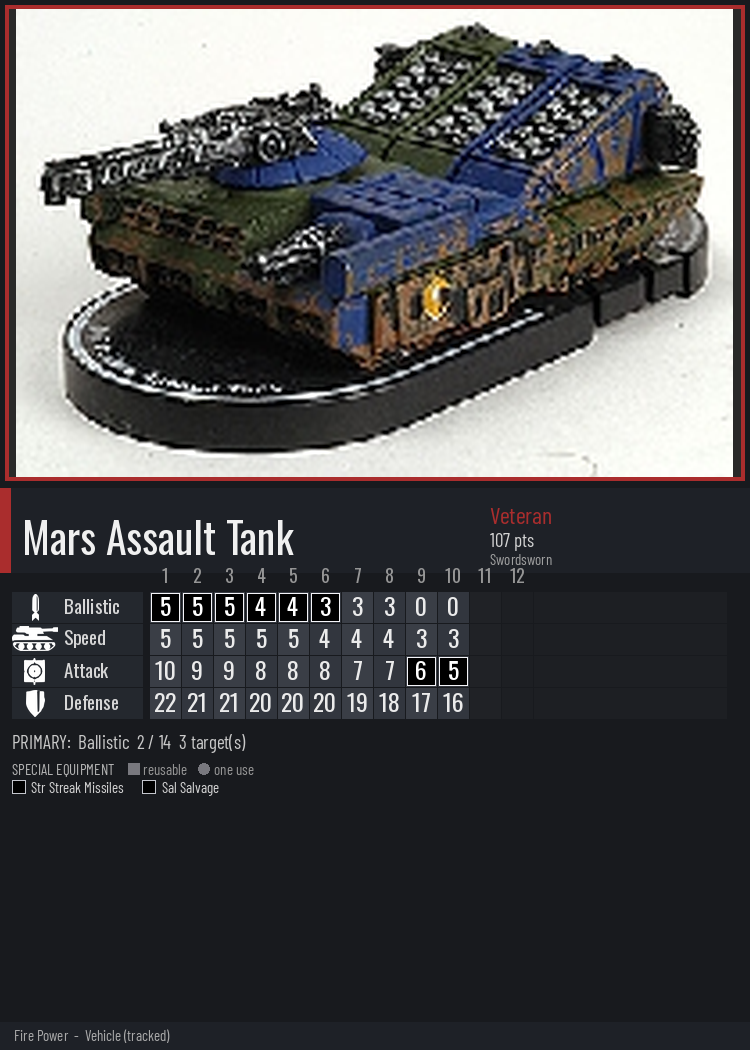 Mars Assault Tank
Veteran
107 pts
Swordsworn
1 2 3 4 5 6 7 8 9 10 11 12
Ballistic 5 5 5 4 4 3 3 3 0 0
Speed 5 5 5 5 5 4 4 4 3 3
Attack 10 9 9 8 8 8 7 7 6 5
Defense 22 21 21 20 20 20 19 18 17 16
PRIMARY: Ballistic 2 / 14 3 target(s)
SPECIAL EQUIPMENT reusable one use
Str Streak Missiles Sal Salvage
Fire Power - Vehicle (tracked)